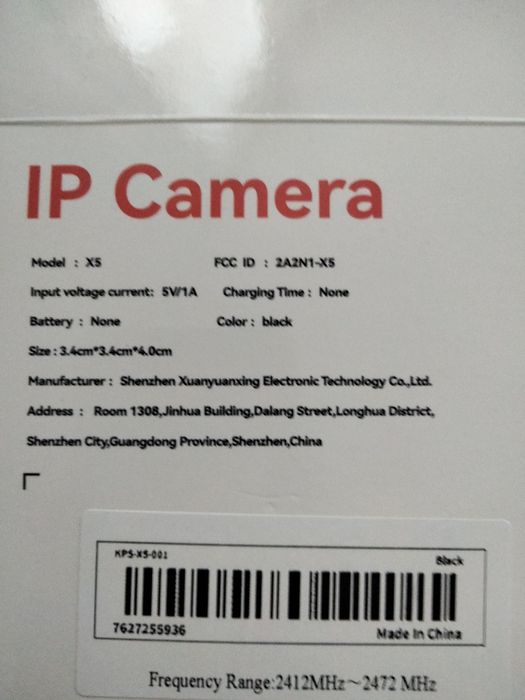 IP Camera
Model : X5 FCC ID : 2A2N1-X5
Input voltage current: 5V/1A Charging Time : None
Battery : None Color : black
Size : 3.4cm*3.4cm*4.0cm
Manufacturer : Shenzhen Xuanyuanxing Electronic Technology Co.,Ltd.
Address : Room 1308,Jinhua Building,Dalang Street,Longhua District,
Shenzhen City,Guangdong Province,Shenzhen,China
KPS-X5-001 Black
7627255936 Made In China
Frequency Range:2412MHz~2472 MHz